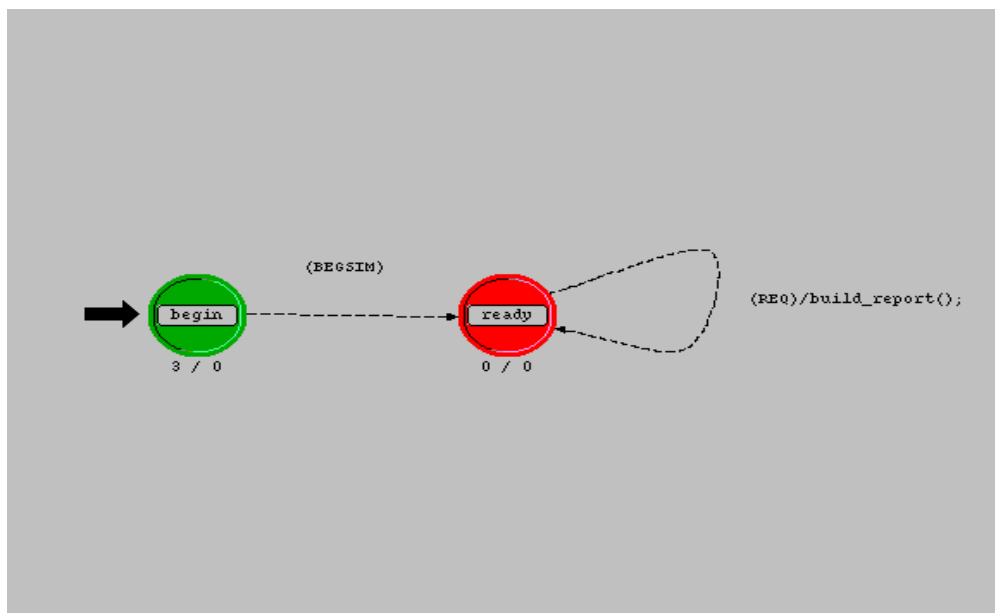 (BEGSIM)
(REQ)/build_report();
begin
ready
3 / 0
0 / 0